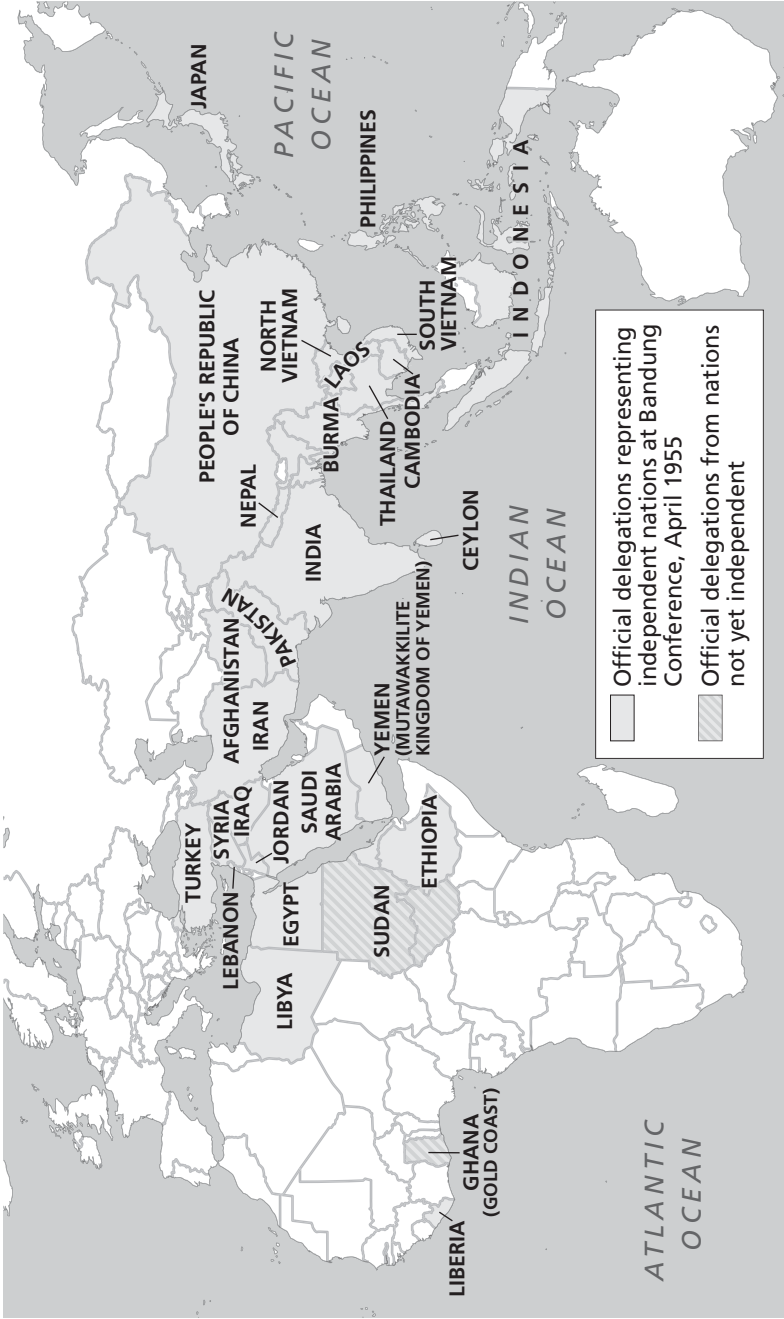 JAPAN
PACIFIC
OCEAN
PHILIPPINES
PEOPLE'S REPUBLIC
OF CHINA
NORTH
VIETNAM
LAOS
SOUTH
VIETNAM
INDONESIA
BURMA
THAILAND
CAMBODIA
NEPAL
INDIA
CEYLON
INDIAN
OCEAN
PAKISTAN
AFGHANISTAN
IRAN
YEMEN
(MUTAWAKKILITE
KINGDOM OF YEMEN)
TURKEY
SYRIA
IRAQ
LEBANON
JORDAN
SAUDI
ARABIA
EGYPT
LIBYA
SUDAN
ETHIOPIA
GHANA
(GOLD COAST)
LIBERIA
ATLANTIC
OCEAN
Official delegations representing
independent nations at Bandung
Conference, April 1955
Official delegations from nations
not yet independent